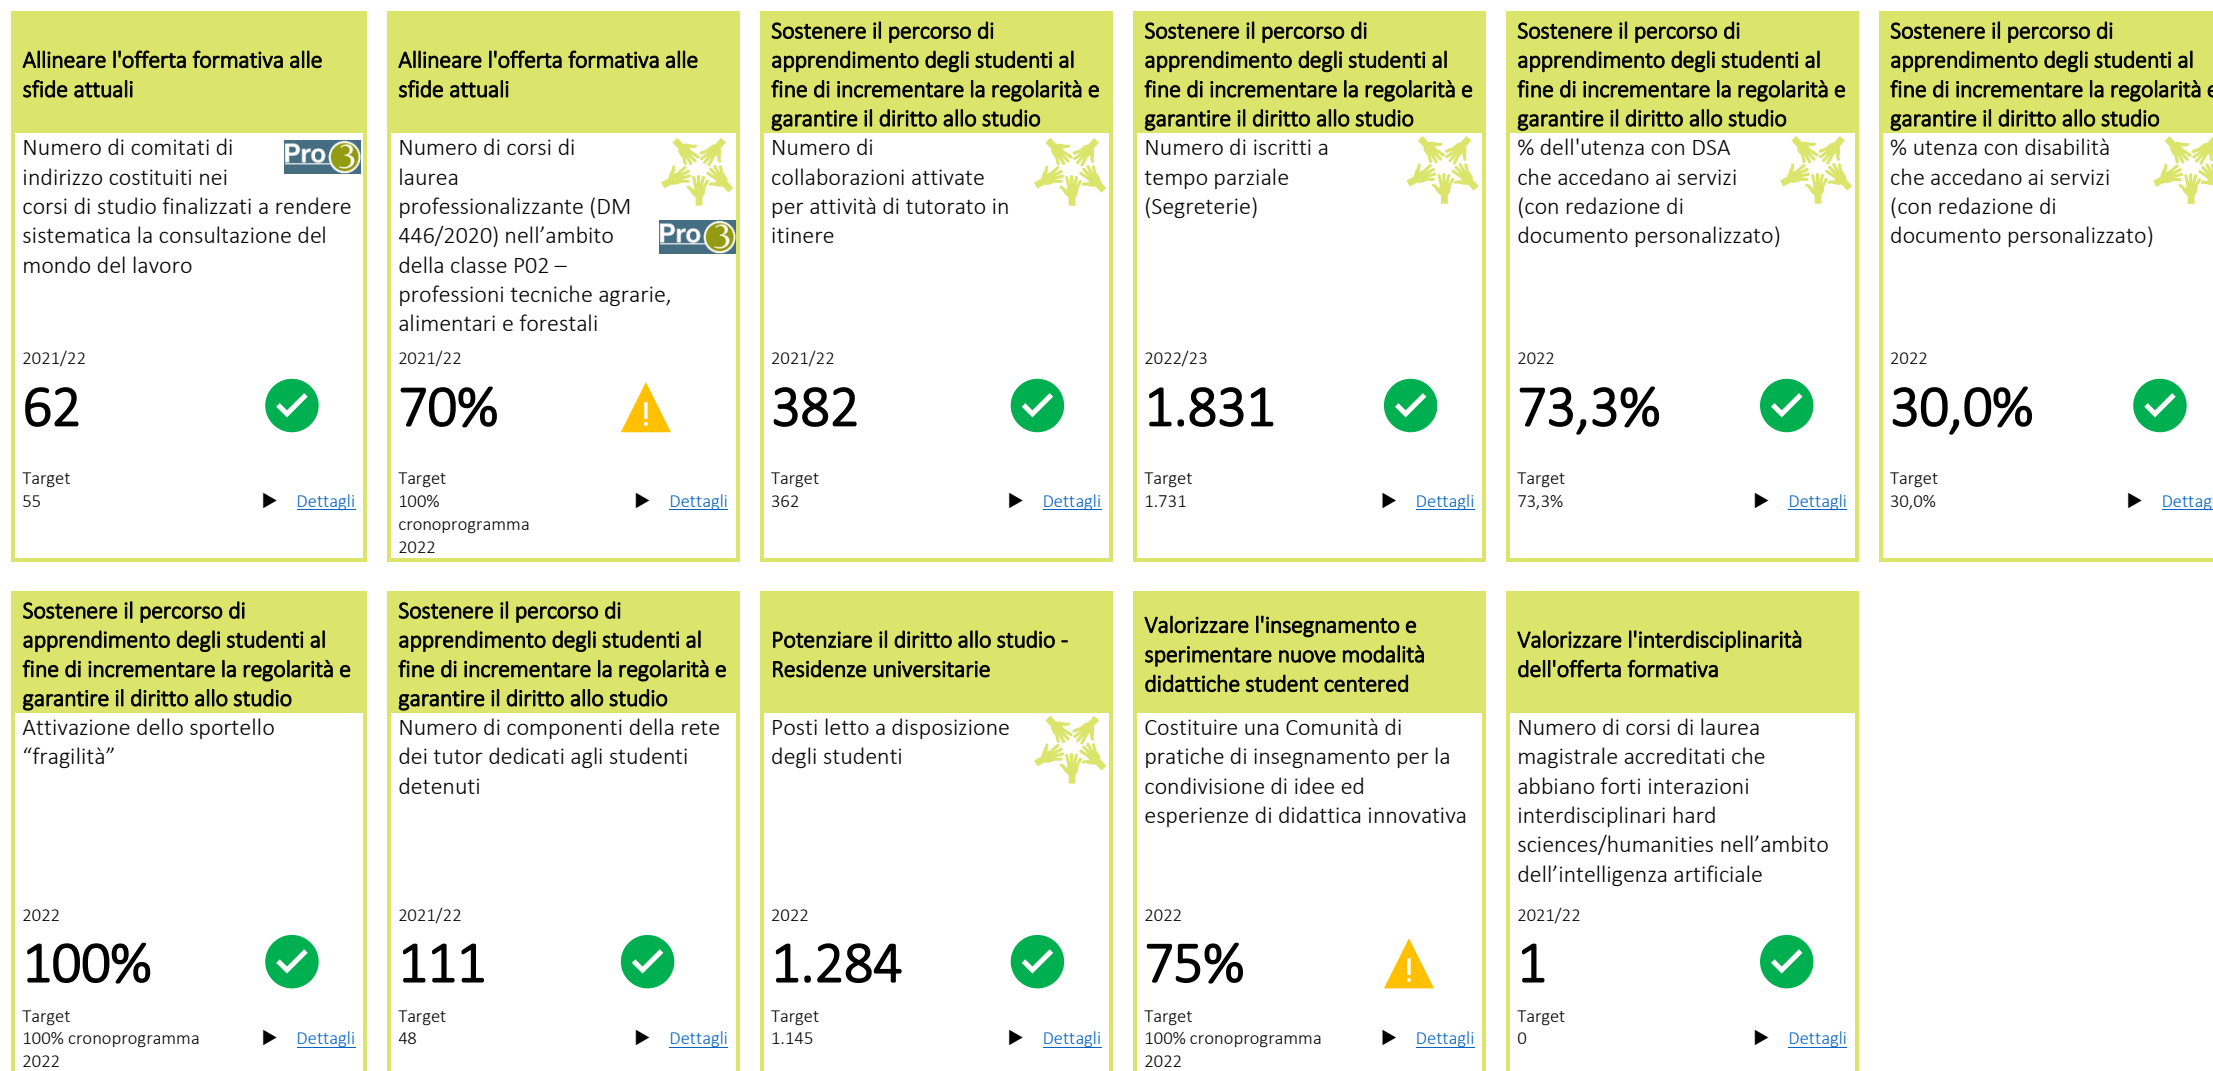 Allineare l'offerta formativa alle
sfide attuali
Numero di comitati di
indirizzo costituiti nei
corsi di studio finalizzati a rendere
sistematica la consultazione del
mondo del lavoro
Pro3
2021/22
62
Target
55
Dettagli
Allineare l'offerta formativa alle
sfide attuali
Numero di corsi di
laurea
professionalizzante (DM
446/2020) nell’ambito
della classe P02 –
professioni tecniche agrarie,
alimentari e forestali
Pro3
2021/22
70%
Target
100%
cronoprogramma
2022
Dettagli
Sostenere il percorso di
apprendimento degli studenti al
fine di incrementare la regolarità e
garantire il diritto allo studio
Numero di
collaborazioni attivate
per attività di tutorato in
itinere
2021/22
382
Target
362
Dettagli
Sostenere il percorso di
apprendimento degli studenti al
fine di incrementare la regolarità e
garantire il diritto allo studio
Numero di iscritti a
tempo parziale
(Segreterie)
2022/23
1.831
Target
1.731
Dettagli
Sostenere il percorso di
apprendimento degli studenti al
fine di incrementare la regolarità e
garantire il diritto allo studio
% dell'utenza con DSA
che accedano ai servizi
(con redazione di
documento personalizzato)
2022
73,3%
Target
73,3%
Dettagli
Sostenere il percorso di
apprendimento degli studenti al
fine di incrementare la regolarità e
garantire il diritto allo studio
% utenza con disabilità
che accedano ai servizi
(con redazione di
documento personalizzato)
2022
30,0%
Target
30,0%
Dettag
Sostenere il percorso di
apprendimento degli studenti al
fine di incrementare la regolarità e
garantire il diritto allo studio
Attivazione dello sportello
“fragilità”
2022
100%
Target
100% cronoprogramma
2022
Dettagli
Sostenere il percorso di
apprendimento degli studenti al
fine di incrementare la regolarità e
garantire il diritto allo studio
Numero di componenti della rete
dei tutor dedicati agli studenti
detenuti
2021/22
111
Target
48
Dettagli
Potenziare il diritto allo studio -
Residenze universitarie
Posti letto a disposizione
degli studenti
2022
1.284
Target
1.145
Dettagli
Valorizzare l'insegnamento e
sperimentare nuove modalità
didattiche student centered
Costituire una Comunità di
pratiche di insegnamento per la
condivisione di idee ed
esperienze di didattica innovativa
2022
75%
Target
100% cronoprogramma
2022
Dettagli
Valorizzare l'interdisciplinarità
dell'offerta formativa
Numero di corsi di laurea
magistrale accreditati che
abbiano forti interazioni
interdisciplinari hard
sciences/humanities nell’ambito
dell’intelligenza artificiale
2021/22
1
Target
0
Dettagli